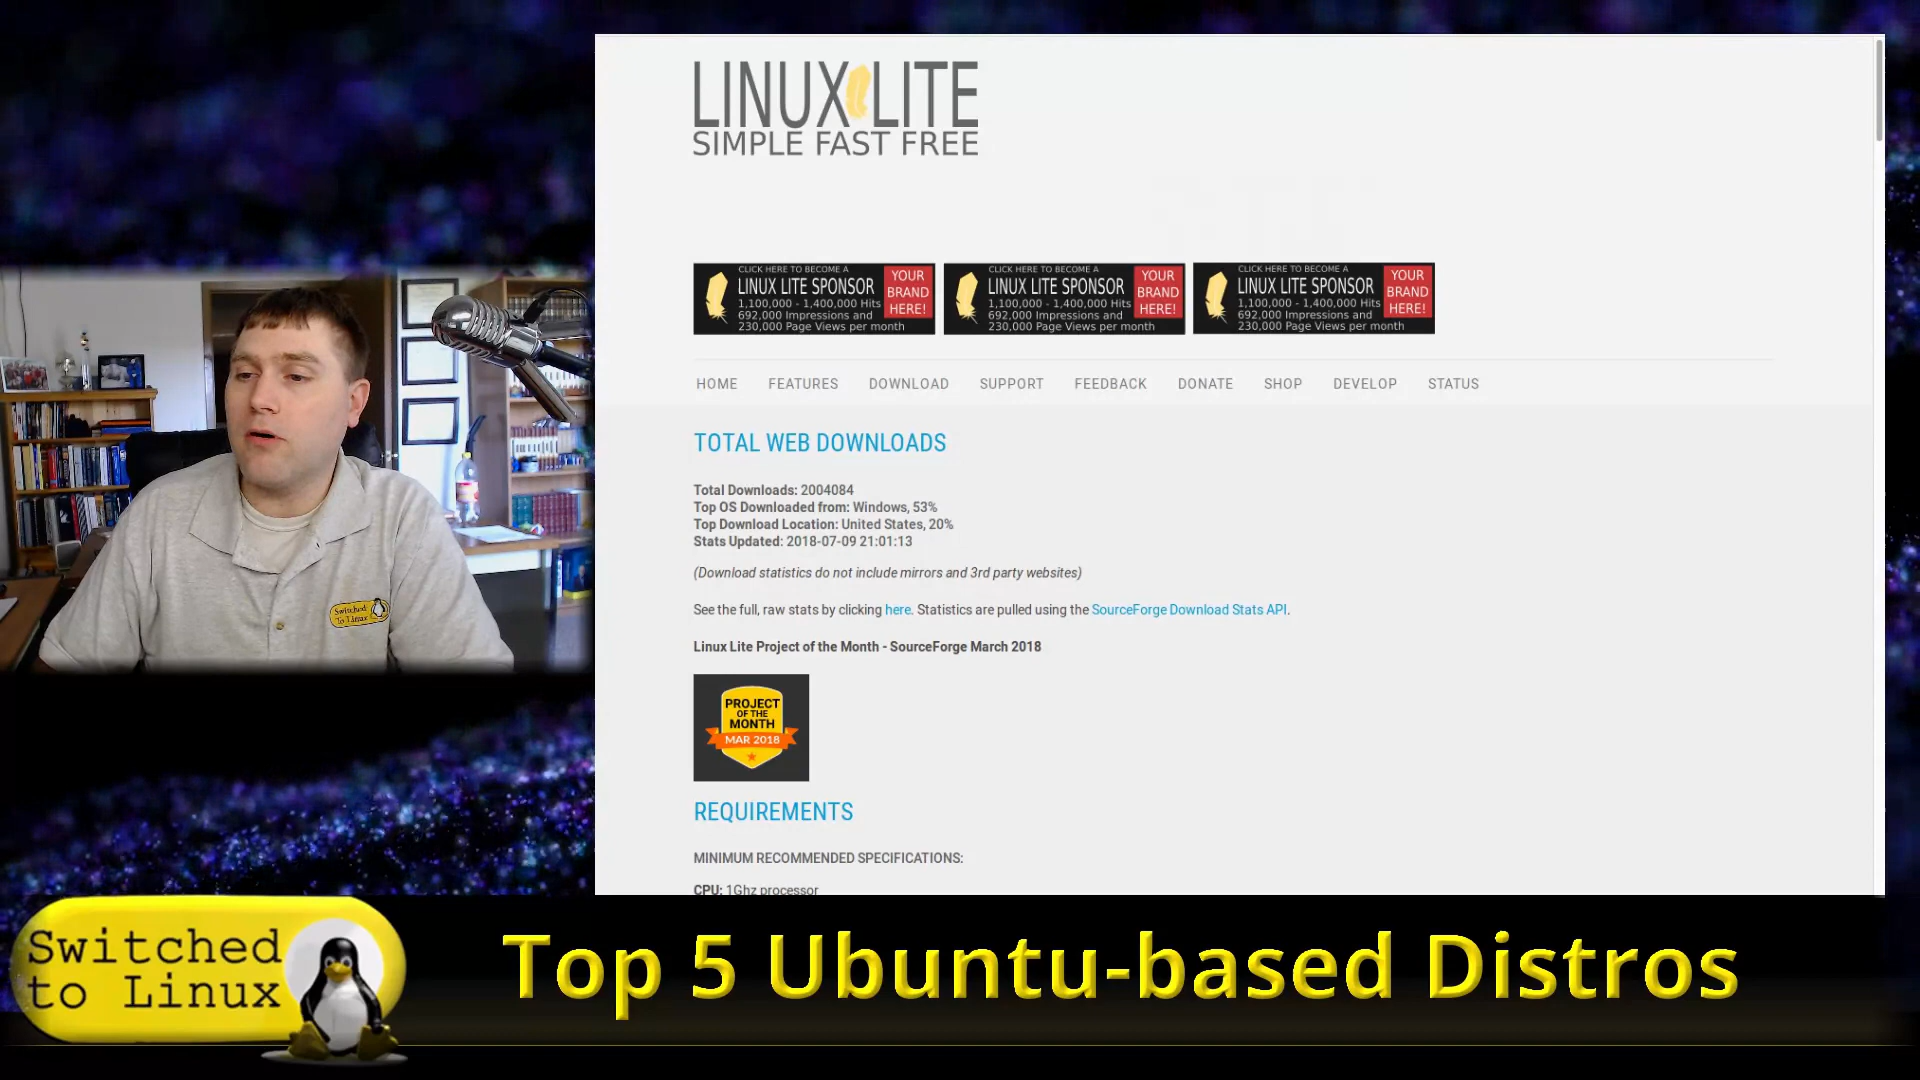 LINUX LITE
SIMPLE FAST FREE
CLICK HERE TO BECOME A
LINUX LITE SPONSOR
1,100,000 - 1,400,000 Hits
692,000 Impressions and
230,000 Page Views per month
YOUR
BRAND
HERE!
CLICK HERE TO BECOME A
LINUX LITE SPONSOR
1,100,000 - 1,400,000 Hits
692,000 Impressions and
230,000 Page Views per month
YOUR
BRAND
HERE!
CLICK HERE TO BECOME A
LINUX LITE SPONSOR
1,100,000 - 1,400,000 Hits
692,000 Impressions and
230,000 Page Views per month
YOUR
BRAND
HERE!
HOME FEATURES DOWNLOAD SUPPORT FEEDBACK DONATE SHOP DEVELOP STATUS
TOTAL WEB DOWNLOADS
Total Downloads: 2004084
Top OS Downloaded from: Windows, 53%
Top Download Location: United States, 20%
Stats Updated: 2018-07-09 21:01:13
(Download statistics do not include mirrors and 3rd party websites)
See the full, raw stats by clicking here. Statistics are pulled using the SourceForge Download Stats API.
Linux Lite Project of the Month - SourceForge March 2018
PROJECT
OF THE
MONTH
MAR 2018
REQUIREMENTS
MINIMUM RECOMMENDED SPECIFICATIONS:
CPU: 1Ghz processor
Switched
To Linux
Switched
to Linux
Top 5 Ubuntu-based Distros